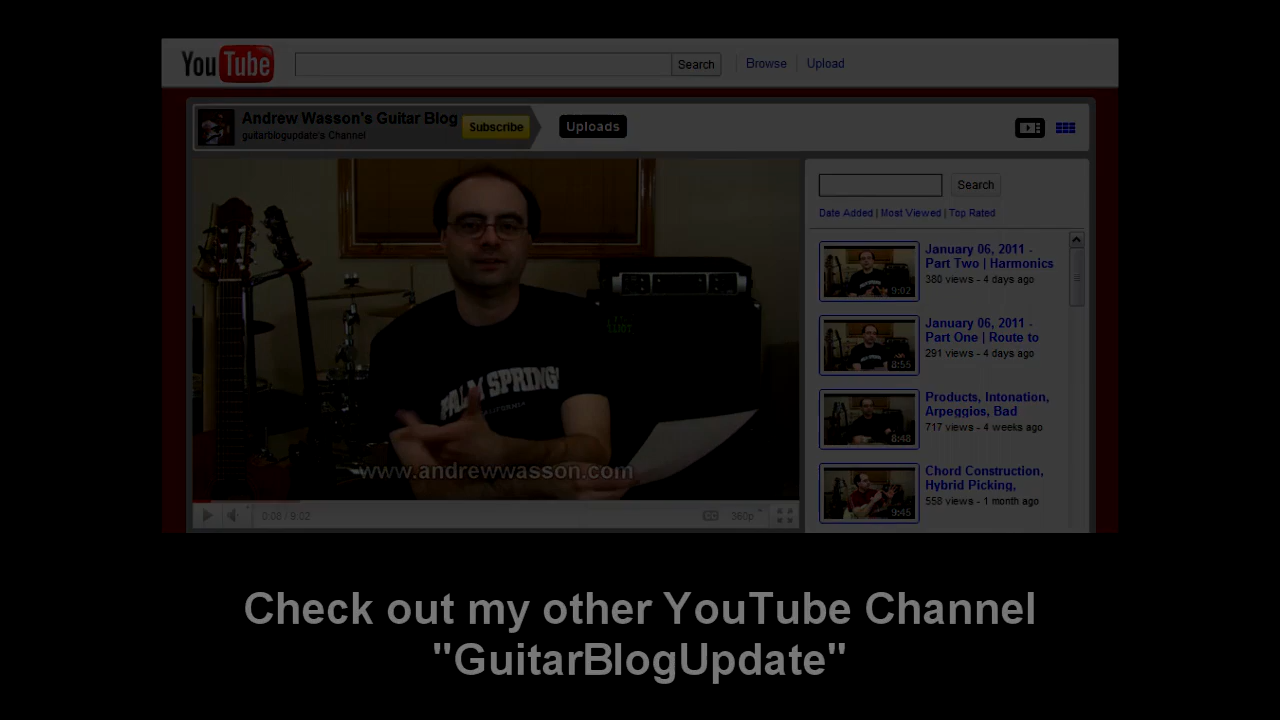 YouTube
Search
Browse
Upload
Andrew Wasson's Guitar Blog
guitarblogupdate's Channel
Subscribe
Uploads
Search
Date Added | Most Viewed | Top Rated
January 06, 2011 -
Part Two | Harmonics
380 views - 4 days ago
9:02
January 06, 2011 -
Part One | Route to
291 views - 4 days ago
8:55
Products, Intonation,
Arpeggios, Bad
717 views - 4 weeks ago
8:48
Chord Construction,
Hybrid Picking,
558 views - 1 month ago
9:45
PALM SPRINGS
CALIFORNIA
www.andrewwasson.com
0:08 / 9:02
CC
360p
Check out my other YouTube Channel
"GuitarBlogUpdate"